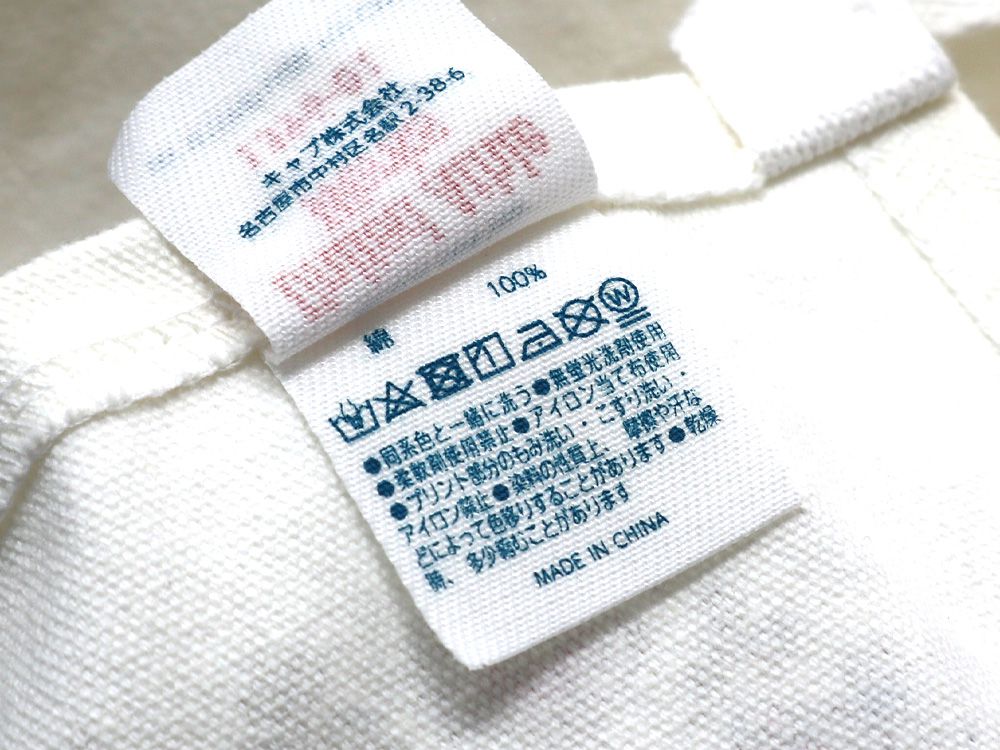 キャブ株式会社
名古屋市中村区名駅 2-38-6
綿 100%
W
●同系色と一緒に洗う●無蛍光洗剤使用
●柔軟剤使用禁止●アイロン当て布使用
●プリント部分のもみ洗い・こすり洗い・
アイロン禁止●染料の性質上、摩擦や汗な
どによって色移りすることがあります●乾燥
時、多少縮むことがあります
MADE IN CHINA